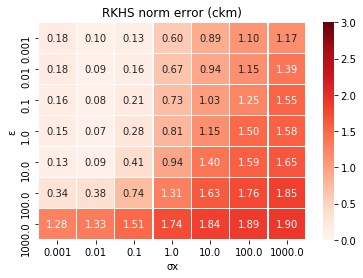 RKHS norm error (ckm)
0.001 0.18 0.10 0.13 0.60 0.89 1.10 1.17
0.01 0.18 0.09 0.16 0.67 0.94 1.15 1.39
0.1 0.16 0.08 0.21 0.73 1.03 1.25 1.55
1.0 0.15 0.07 0.28 0.81 1.15 1.50 1.58
10.0 0.13 0.09 0.41 0.94 1.40 1.59 1.65
100.0 0.34 0.38 0.74 1.31 1.63 1.76 1.85
1000.0 1.28 1.33 1.51 1.74 1.84 1.89 1.90
0.001 0.01 0.1 1.0 10.0 100.0 1000.0
σx
ε
3.0
2.5
2.0
1.5
1.0
0.5
0.0